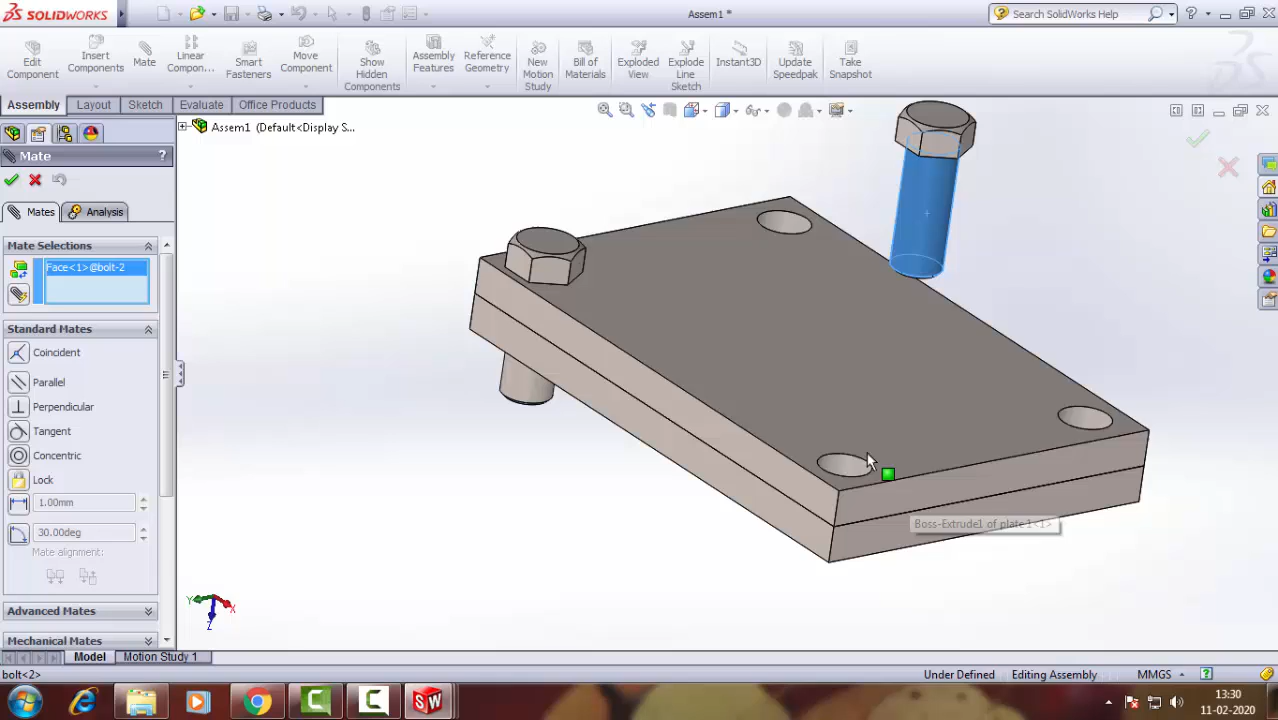 SOLIDWORKS
Assem1 *
Search SolidWorks Help
Edit Component
Insert Components
Mate
Linear Compon...
Smart Fasteners
Move Component
Show Hidden Components
Assembly Features
Reference Geometry
New Motion Study
Bill of Materials
Exploded View
Explode Line Sketch
Instant3D
Update Speedpak
Take Snapshot
Assembly
Layout
Sketch
Evaluate
Office Products
Assem1 (Default<Display S...
Mate
?
Mates
Analysis
Mate Selections
Face<1>@bolt-2
Standard Mates
Coincident
Parallel
Perpendicular
Tangent
Concentric
Lock
1.00mm
30.00deg
Mate alignment:
Advanced Mates
Mechanical Mates
Boss-Extrude1 of plate 1<1>
Y
X
Z
Model
Motion Study 1
bolt<2>
Under Defined
Editing Assembly
MMGS
?
13:30
11-02-2020